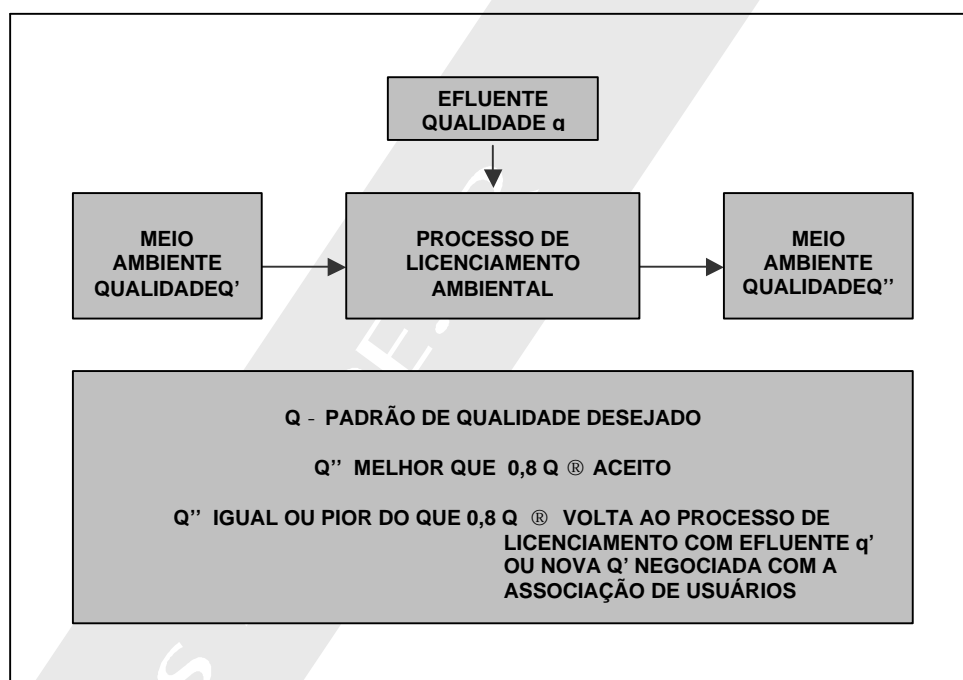 EFLUENTE
QUALIDADE q
MEIO
AMBIENTE
QUALIDADEQ'
PROCESSO DE
LICENCIAMENTO
AMBIENTAL
MEIO
AMBIENTE
QUALIDADEQ''
Q - PADRÃO DE QUALIDADE DESEJADO
Q'' MELHOR QUE 0,8 Q ® ACEITO
Q'' IGUAL OU PIOR DO QUE 0,8 Q ® VOLTA AO PROCESSO DE
LICENCIAMENTO COM EFLUENTE q'
OU NOVA Q' NEGOCIADA COM A
ASSOCIAÇÃO DE USUÁRIOS